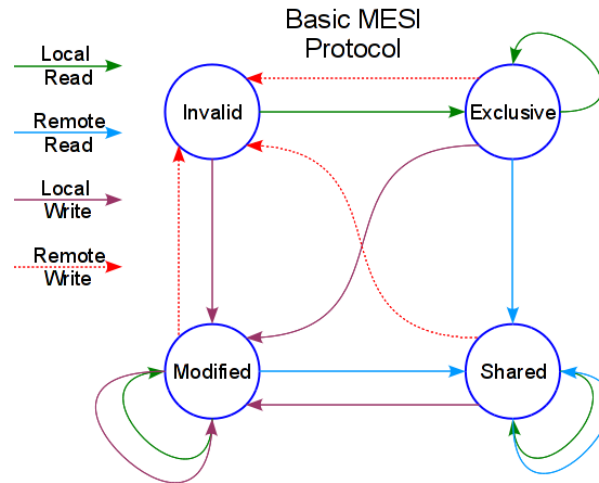 Basic MESI
Protocol
Local
Read
Remote
Read
Local
Write
Remote
Write
Invalid
Exclusive
Modified
Shared